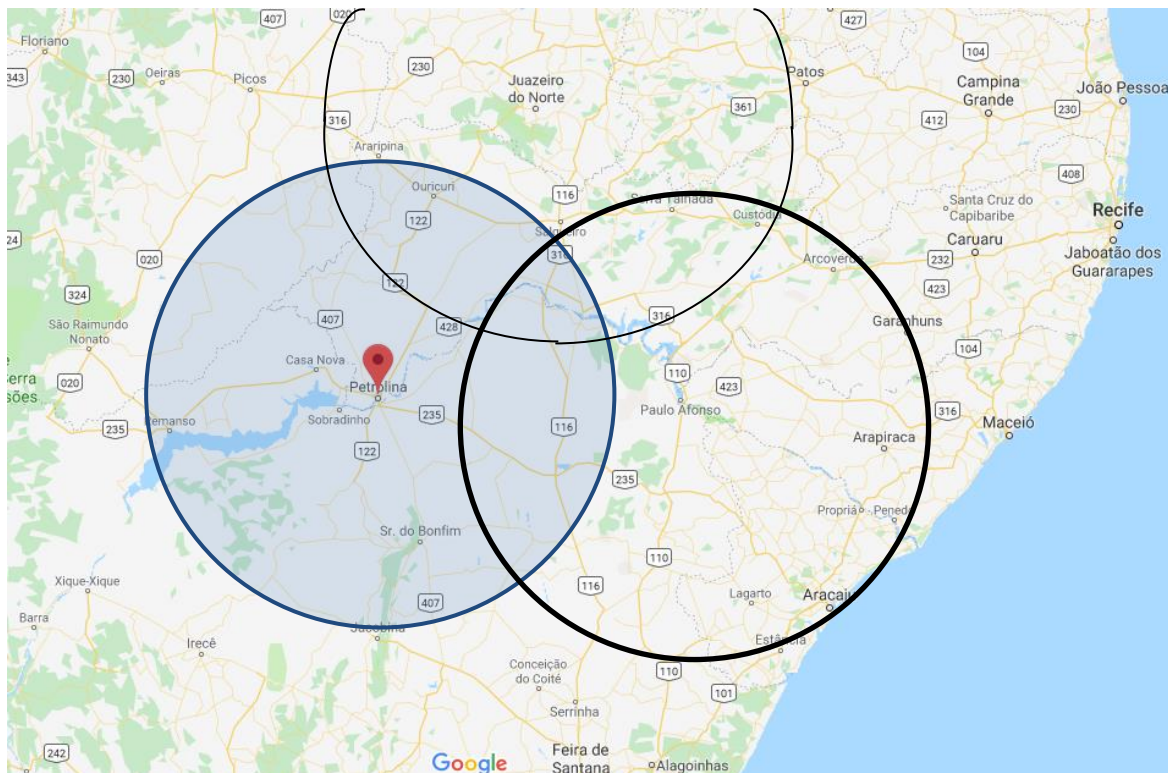 407
427
Floriano
104
343
230
Oeiras
Picos
230
Juazeiro
do Norte
Patos
Campina
Grande
João Pessoa
230
316
361
412
Araripina
408
Ouricuri
116
Serra Talhada
Santa Cruz do
Capibaribe
122
Custódia
Recife
24
Salgueiro
Caruaru
020
316
Arcoverde
232
Jaboatão dos
Guararapes
122
423
324
407
428
316
Garanhuns
São Raimundo
Nonato
104
Casa Nova
110
Serra
020
Petrolina
423
sões
Paulo Afonso
316
Sobradinho
235
Maceió
235
Remanso
116
Arapiraca
122
235
Propriá
Penedo
Sr. do Bonfim
110
Xique-Xique
116
407
Lagarto
Aracaju
Barra
Jacobina
Estância
Irecê
Conceição
do Coité
110
101
Serrinha
242
Google
Feira de
Santana
Alagoinhas